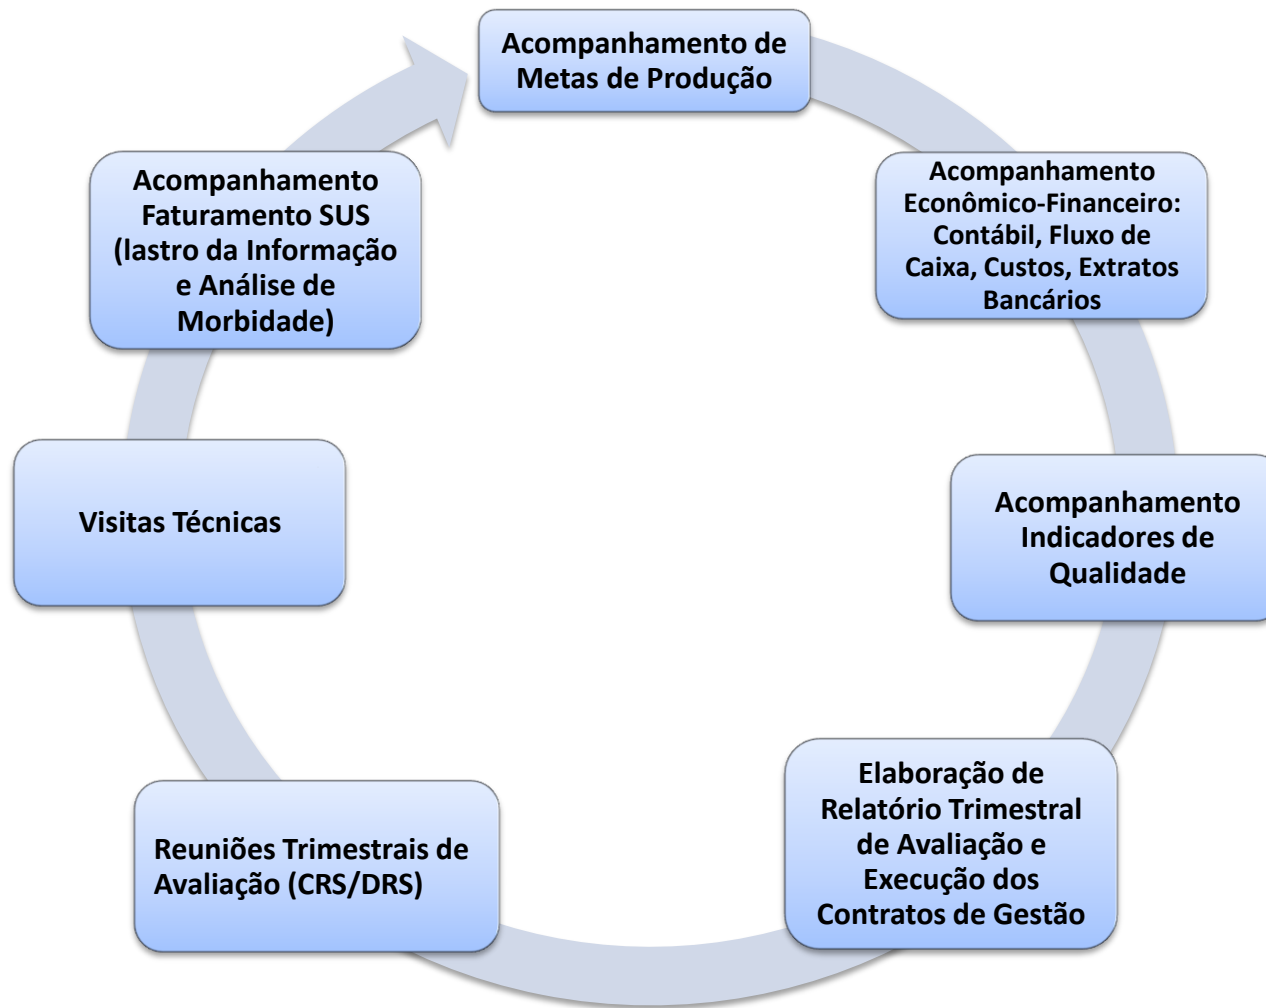 Acompanhamento de
Metas de Produção
Acompanhamento
Econômico-Financeiro:
Contábil, Fluxo de
Caixa, Custos, Extratos
Bancários
Acompanhamento
Indicadores de
Qualidade
Elaboração de
Relatório Trimestral
de Avaliação e
Execução dos
Contratos de Gestão
Reuniões Trimestrais de
Avaliação (CRS/DRS)
Visitas Técnicas
Acompanhamento
Faturamento SUS
(lastro da Informação
e Análise de
Morbidade)